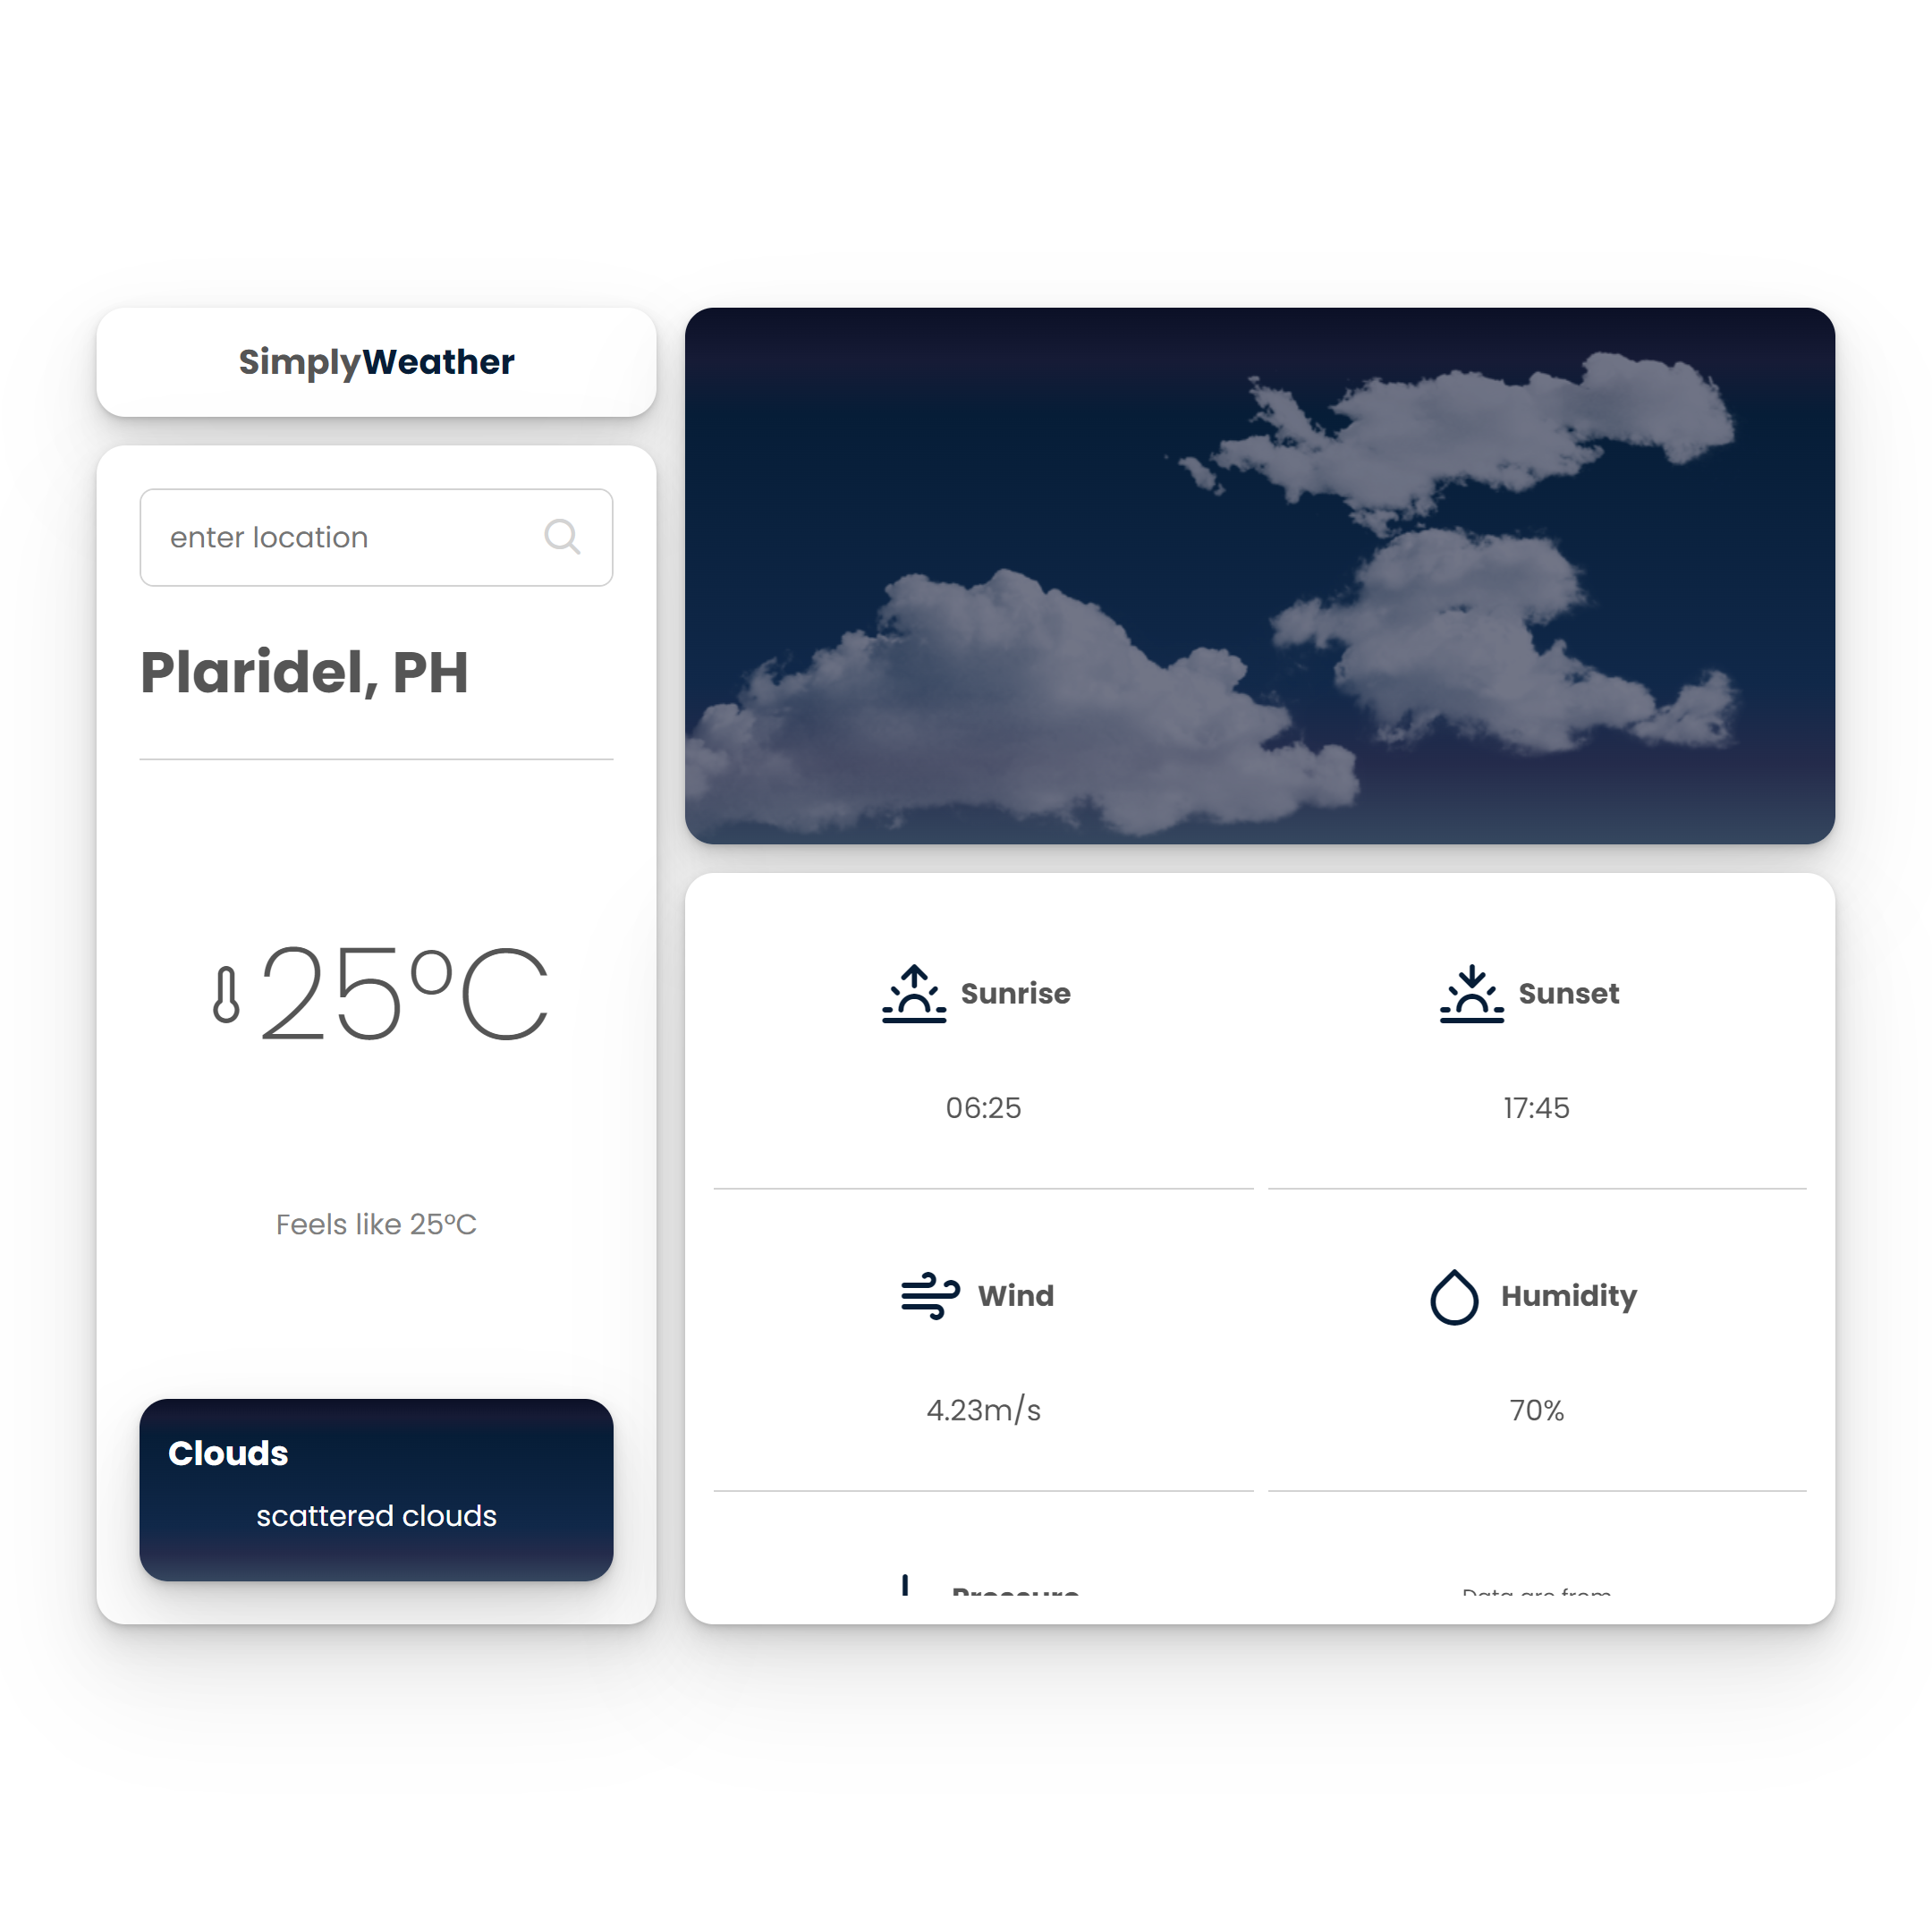 SimplyWeather
enter location
Plaridel, PH
25°C
Feels like 25°C
Clouds
scattered clouds
Sunrise
06:25
Sunset
17:45
Wind
4.23m/s
Humidity
70%
Pressure
Data are from